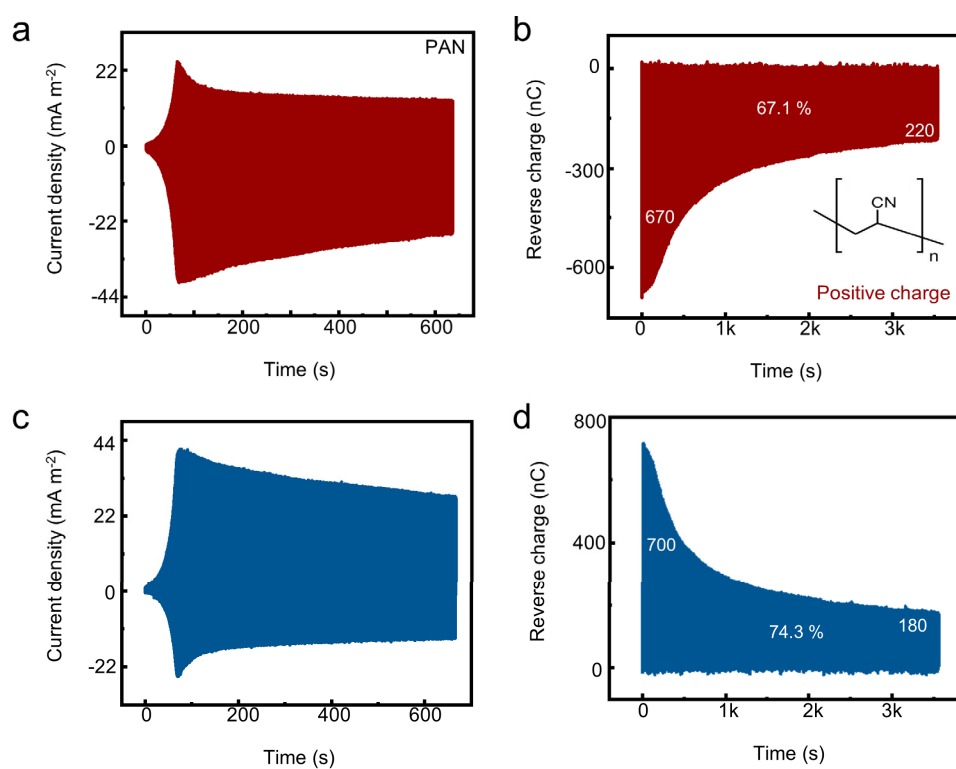 a
PAN
Current density (mA m⁻²)
22
0
-22
-44
0
200
400
600
Time (s)
b
Reverse charge (nC)
0
-300
-600
67.1 %
220
670
CN
n
Positive charge
0
1k
2k
3k
Time (s)
c
Current density (mA m⁻²)
44
22
0
-22
0
200
400
600
Time (s)
d
Reverse charge (nC)
800
400
0
700
74.3 %
180
0
1k
2k
3k
Time (s)